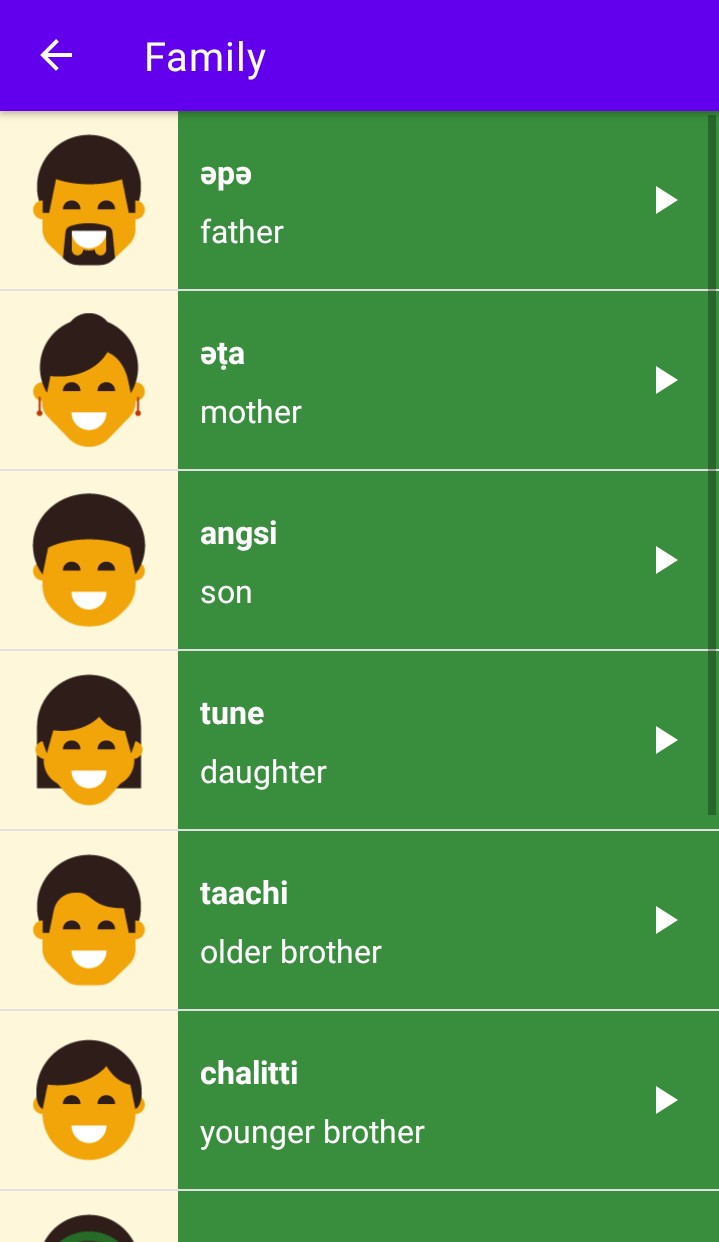 Family
əpə
father
əṭa
mother
angsi
son
tune
daughter
taachi
older brother
chalitti
younger brother